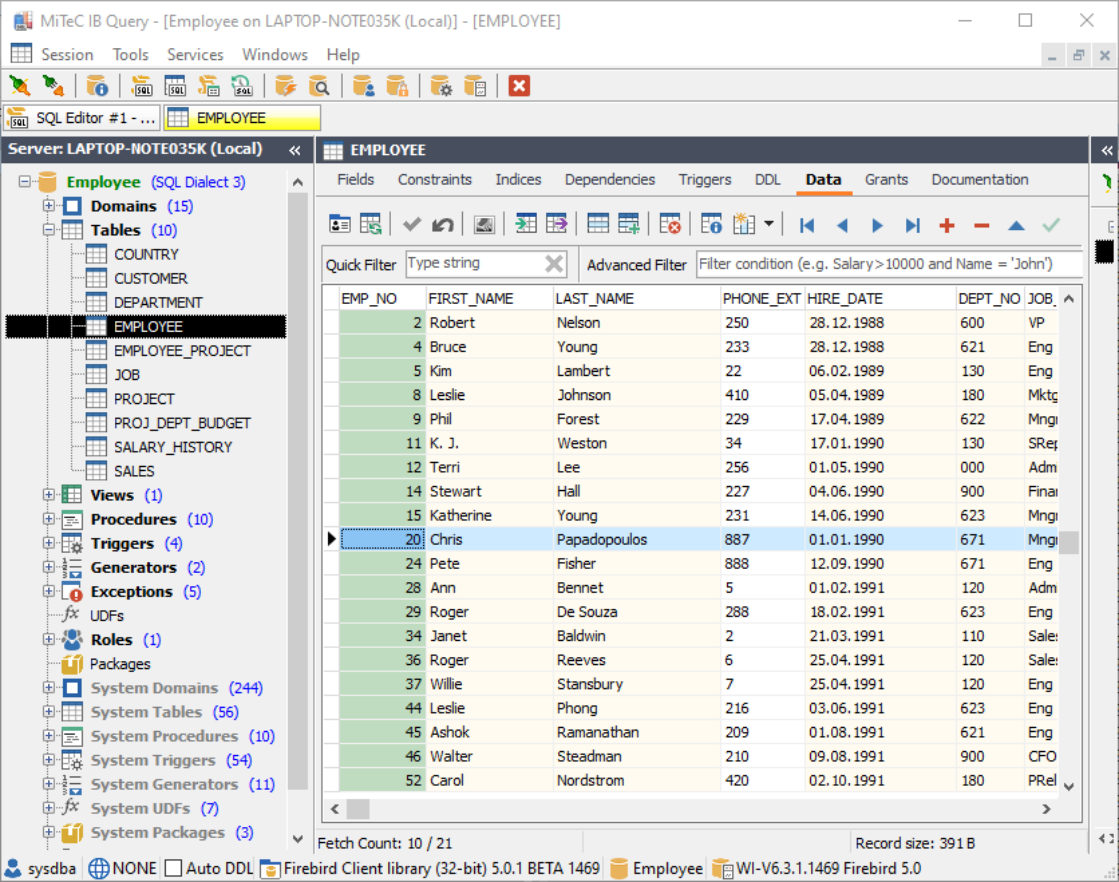 MiTeC IB Query - [Employee on LAPTOP-NOTE035K (Local)] - [EMPLOYEE]
Session Tools Services Windows Help
SQL Editor #1 - ... EMPLOYEE
Server: LAPTOP-NOTE035K (Local)
Employee (SQL Dialect 3)
Domains (15)
Tables (10)
COUNTRY
CUSTOMER
DEPARTMENT
EMPLOYEE
EMPLOYEE_PROJECT
JOB
PROJECT
PROJ_DEPT_BUDGET
SALARY_HISTORY
SALES
Views (1)
Procedures (10)
Triggers (4)
Generators (2)
Exceptions (5)
fx UDFs
Roles (1)
Packages
System Domains (244)
System Tables (56)
System Procedures (10)
System Triggers (54)
System Generators (11)
fx System UDFs (7)
System Packages (3)
EMPLOYEE
Fields Constraints Indices Dependencies Triggers DDL Data Grants Documentation
Quick Filter Type string Advanced Filter Filter condition (e.g. Salary>10000 and Name = 'John')
EMP_NO FIRST_NAME LAST_NAME PHONE_EXT HIRE_DATE DEPT_NO JOB_
2 Robert Nelson 250 28.12.1988 600 VP
4 Bruce Young 233 28.12.1988 621 Eng
5 Kim Lambert 22 06.02.1989 130 Eng
8 Leslie Johnson 410 05.04.1989 180 Mktg
9 Phil Forest 229 17.04.1989 622 Mngr
11 K. J. Weston 34 17.01.1990 130 SRep
12 Terri Lee 256 01.05.1990 000 Adm
14 Stewart Hall 227 04.06.1990 900 Finan
15 Katherine Young 231 14.06.1990 623 Mngr
20 Chris Papadopoulos 887 01.01.1990 671 Mngr
24 Pete Fisher 888 12.09.1990 671 Eng
28 Ann Bennet 5 01.02.1991 120 Adm
29 Roger De Souza 288 18.02.1991 623 Eng
34 Janet Baldwin 2 21.03.1991 110 Sales
36 Roger Reeves 6 25.04.1991 120 Sales
37 Willie Stansbury 7 25.04.1991 120 Eng
44 Leslie Phong 216 03.06.1991 623 Eng
45 Ashok Ramanathan 209 01.08.1991 621 Eng
46 Walter Steadman 210 09.08.1991 900 CFO
52 Carol Nordstrom 420 02.10.1991 180 PRel
Fetch Count: 10 / 21 Record size: 391 B
sysdba NONE Auto DDL Firebird Client library (32-bit) 5.0.1 BETA 1469 Employee WI-V6.3.1.1469 Firebird 5.0